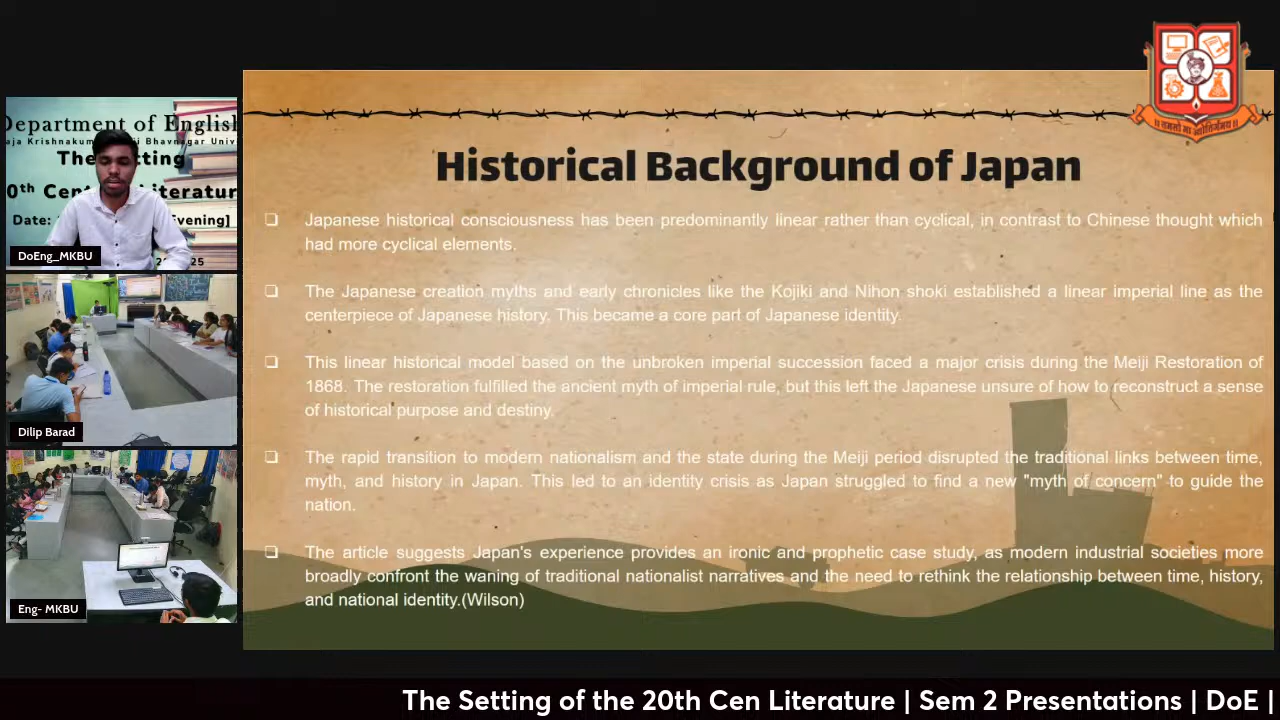 Department of English
aja Krishnakum ji Bhavnagar Univ
The Setting
0th Cen Literatur
Date: Evening]
25
DoEng_MKBU
Dilip Barad
Eng- MKBU
Historical Background of Japan
❏ Japanese historical consciousness has been predominantly linear rather than cyclical, in contrast to Chinese thought which
had more cyclical elements.
❏ The Japanese creation myths and early chronicles like the Kojiki and Nihon shoki established a linear imperial line as the
centerpiece of Japanese history. This became a core part of Japanese identity.
❏ This linear historical model based on the unbroken imperial succession faced a major crisis during the Meiji Restoration of
1868. The restoration fulfilled the ancient myth of imperial rule, but this left the Japanese unsure of how to reconstruct a sense
of historical purpose and destiny.
❏ The rapid transition to modern nationalism and the state during the Meiji period disrupted the traditional links between time,
myth, and history in Japan. This led to an identity crisis as Japan struggled to find a new "myth of concern" to guide the
nation.
❏ The article suggests Japan's experience provides an ironic and prophetic case study, as modern industrial societies more
broadly confront the waning of traditional nationalist narratives and the need to rethink the relationship between time, history,
and national identity.(Wilson)
॥ तमसो मा ज्योतिर्गमय ॥
The Setting of the 20th Cen Literature | Sem 2 Presentations | DoE |